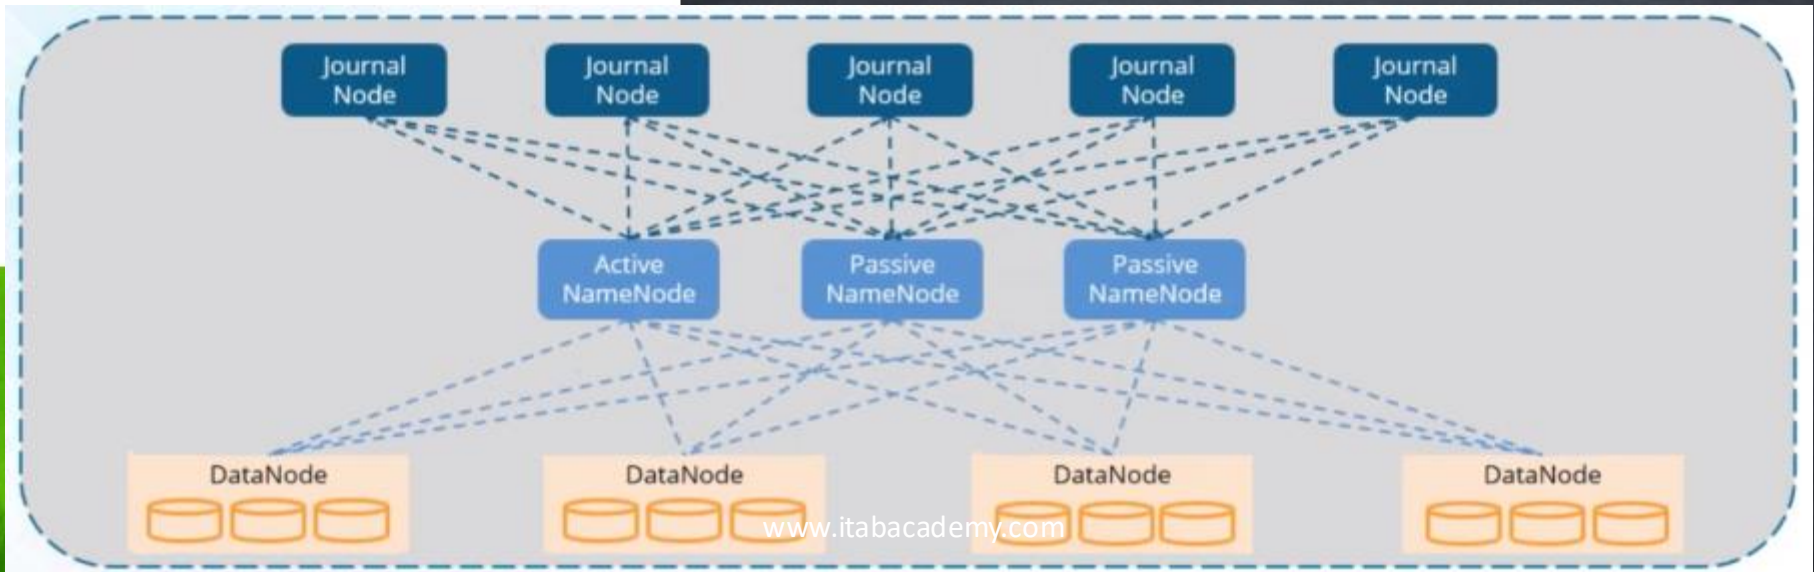 Journal
Node
Journal
Node
Journal
Node
Journal
Node
Journal
Node
Active
NameNode
Passive
NameNode
Passive
NameNode
DataNode
DataNode
DataNode
DataNode
www.itabacademy.com